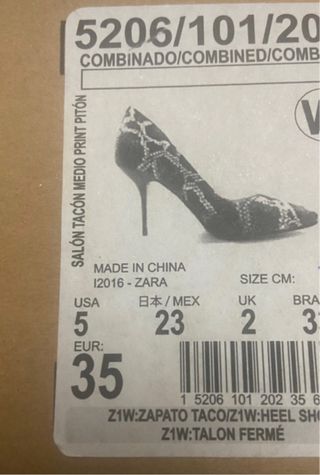 5206/101/20
COMBINADO/COMBINED/COMB
SALÓN TACÓN MEDIO PRINT PITÓN
MADE IN CHINA
I2016 - ZARA
SIZE CM:
USA 日本/MEX UK BRA
5 23 2 3
EUR:
35
1 5206 101 202 35 6
Z1W:ZAPATO TACO/Z1W:HEEL SHO
Z1W:TALON FERMÉ